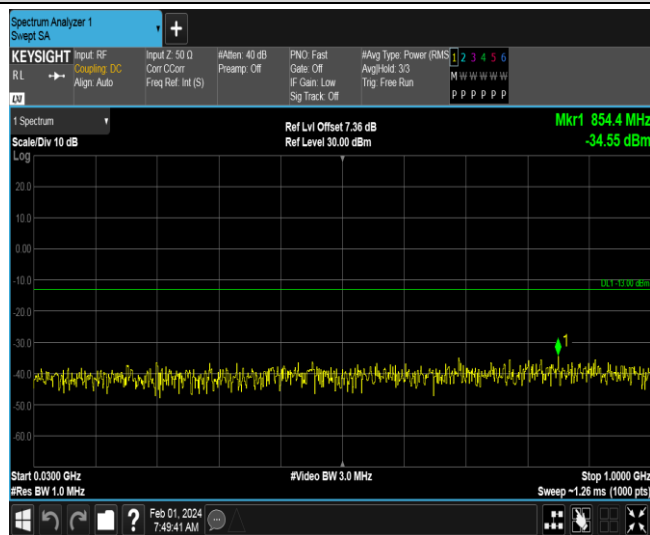 Spectrum Analyzer 1
Swept SA
+
KEYSIGHT
RL
LXI
Input: RF
Coupling: DC
Align: Auto
Input Z: 50 Ω
Corr CCorr
Freq Ref: Int (S)
#Atten: 40 dB
Preamp: Off
PNO: Fast
Gate: Off
IF Gain: Low
Sig Track: Off
#Avg Type: Power (RMS
Avg|Hold: 3/3
Trig: Free Run
1 2 3 4 5 6
M W W W W W
P P P P P P
1 Spectrum
Scale/Div 10 dB
Log
Ref Lvl Offset 7.36 dB
Ref Level 30.00 dBm
Mkr1 854.4 MHz
-34.55 dBm
20.0
10.0
0.00
-10.0
DL1 -13.00 dBm
-20.0
-30.0
1
-40.0
-50.0
-60.0
Start 0.0300 GHz
#Res BW 1.0 MHz
#Video BW 3.0 MHz
Stop 1.0000 GHz
Sweep ~1.26 ms (1000 pts)
?
Feb 01, 2024
7:49:41 AM